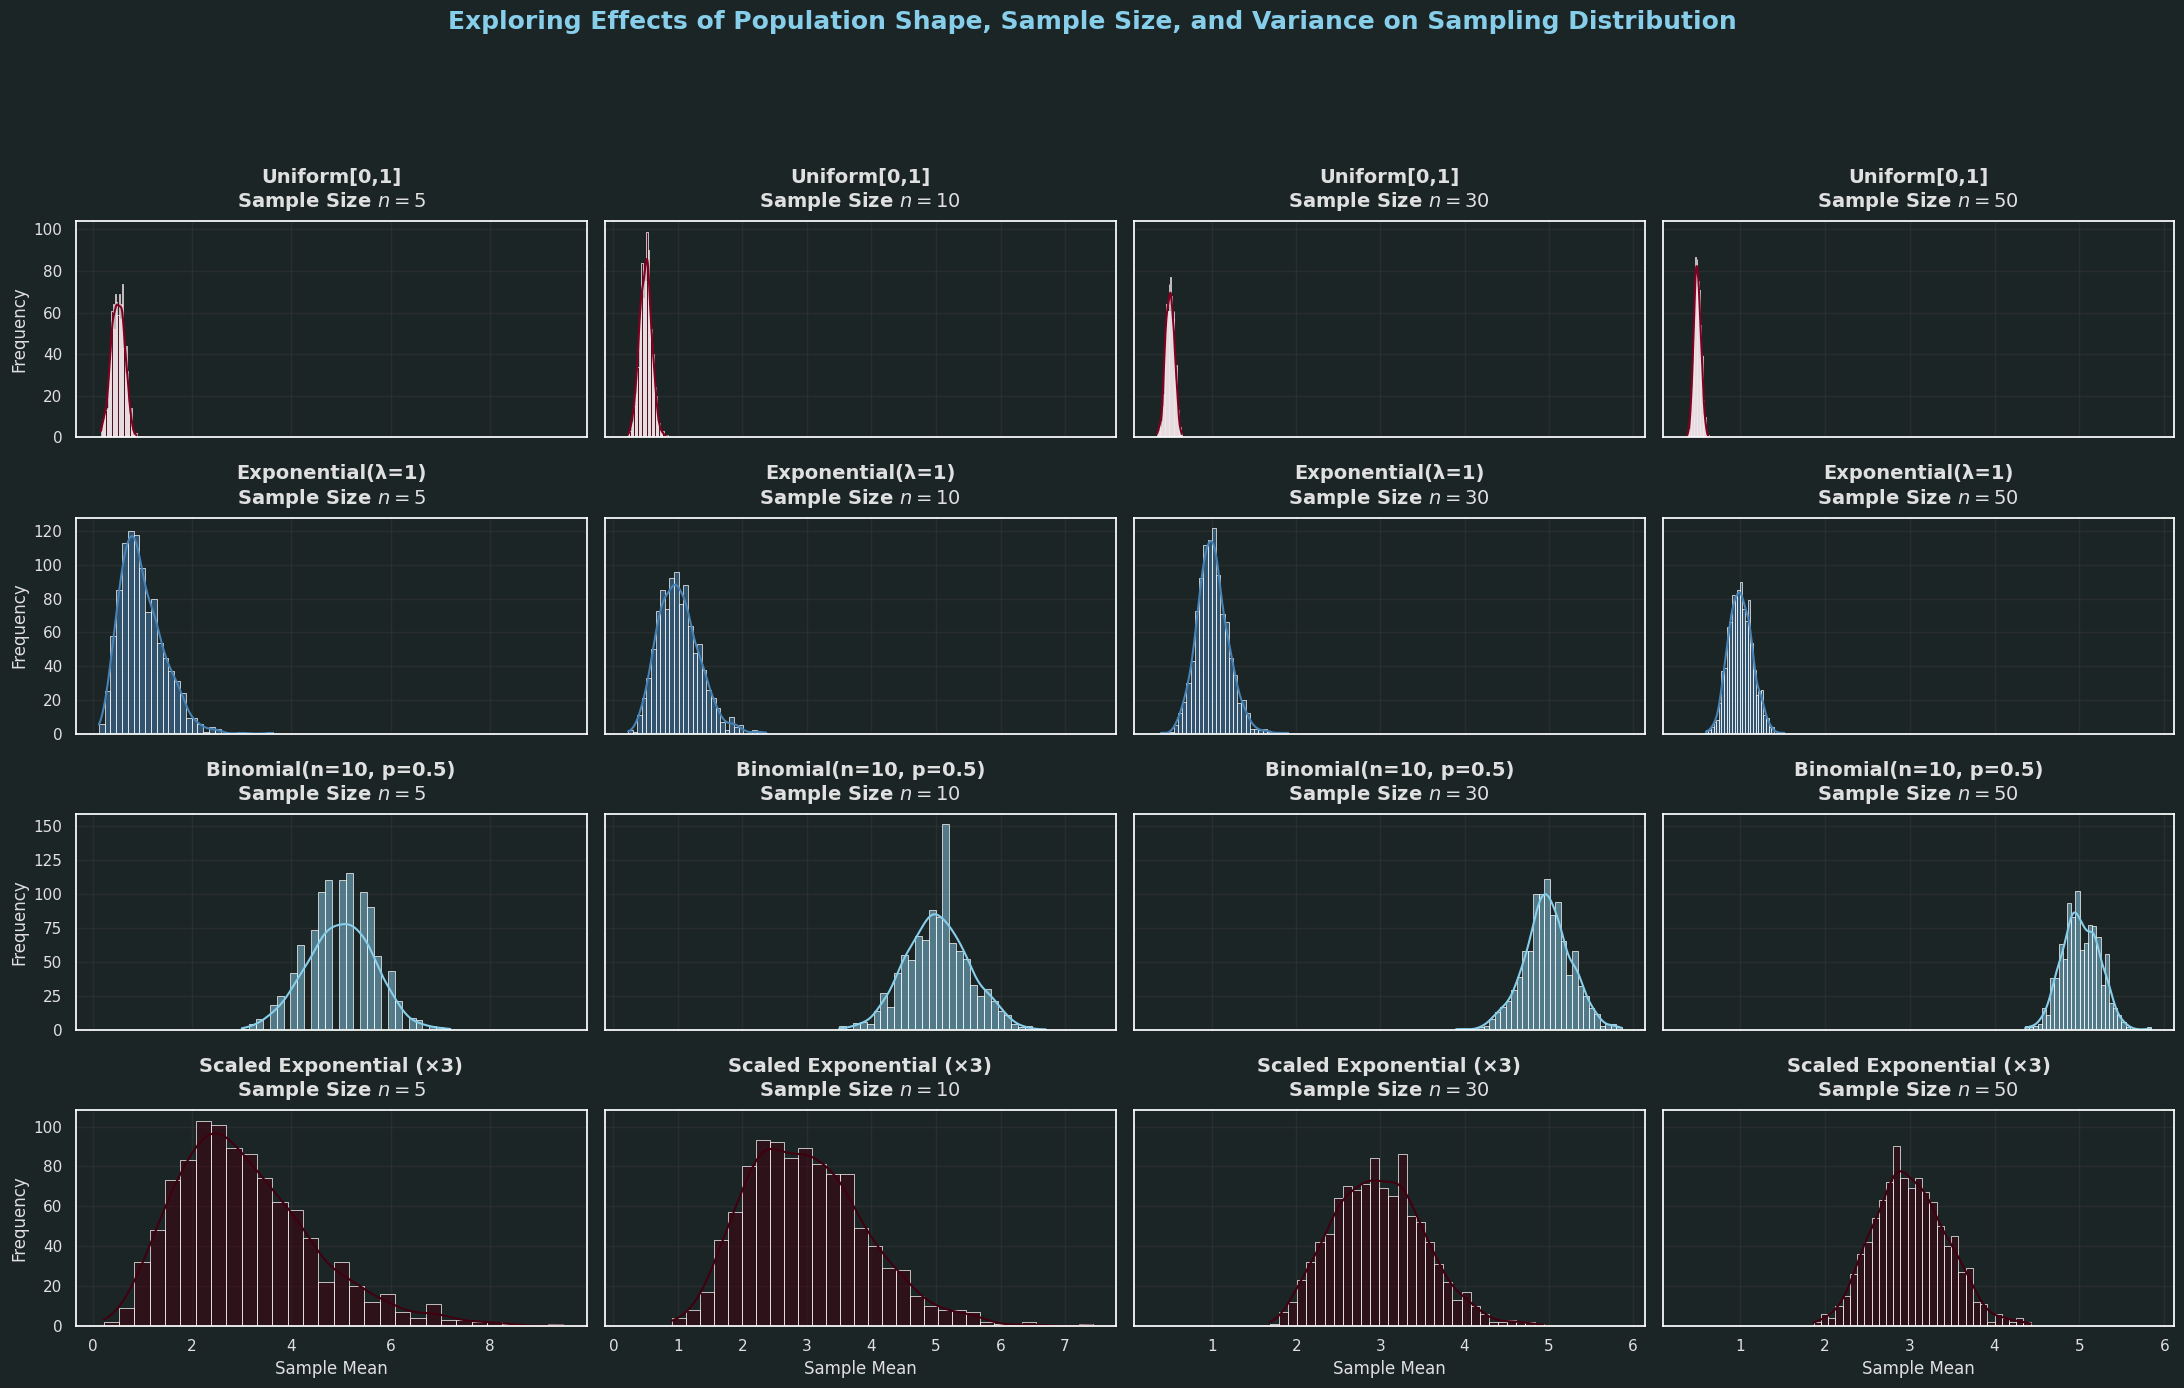 Exploring Effects of Population Shape, Sample Size, and Variance on Sampling Distribution
Uniform[0,1]
Sample Size n = 5
Uniform[0,1]
Sample Size n = 10
Uniform[0,1]
Sample Size n = 30
Uniform[0,1]
Sample Size n = 50
Frequency
100
80
60
40
20
0
Exponential(λ=1)
Sample Size n = 5
Exponential(λ=1)
Sample Size n = 10
Exponential(λ=1)
Sample Size n = 30
Exponential(λ=1)
Sample Size n = 50
Frequency
120
100
80
60
40
20
0
Binomial(n=10, p=0.5)
Sample Size n = 5
Binomial(n=10, p=0.5)
Sample Size n = 10
Binomial(n=10, p=0.5)
Sample Size n = 30
Binomial(n=10, p=0.5)
Sample Size n = 50
Frequency
150
125
100
75
50
25
0
Scaled Exponential (×3)
Sample Size n = 5
Scaled Exponential (×3)
Sample Size n = 10
Scaled Exponential (×3)
Sample Size n = 30
Scaled Exponential (×3)
Sample Size n = 50
Frequency
100
80
60
40
20
0
0 2 4 6 8
Sample Mean
0 1 2 3 4 5 6 7
Sample Mean
1 2 3 4 5 6
Sample Mean
1 2 3 4 5 6
Sample Mean